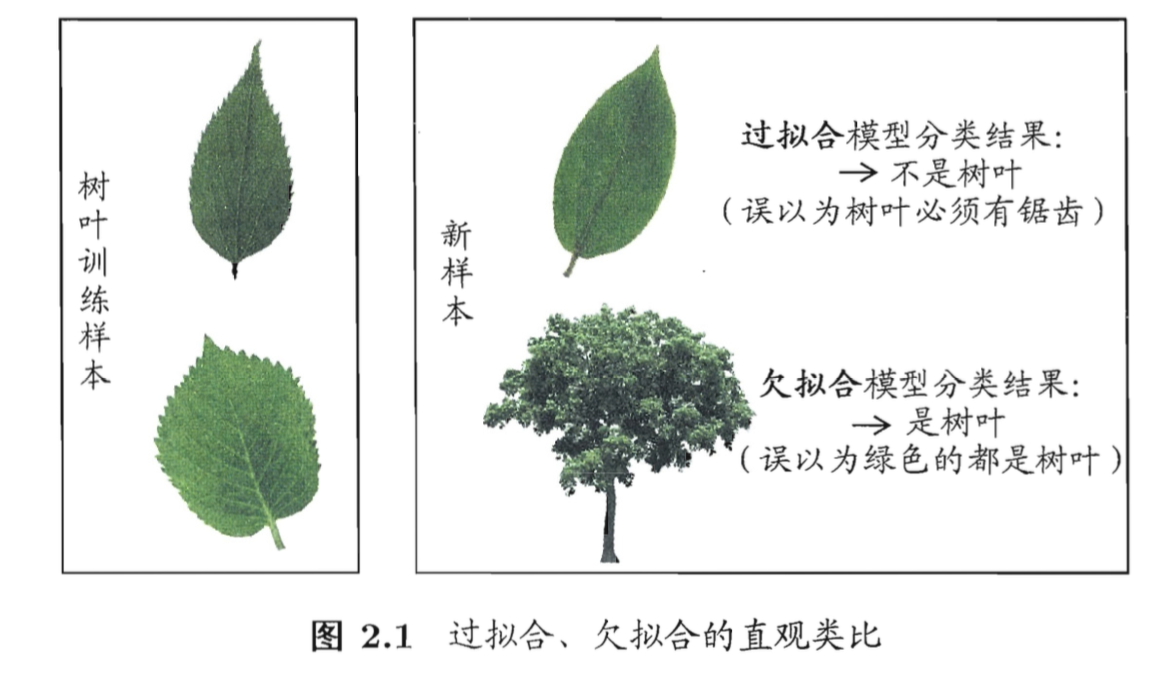 树叶训练样本
新样本
过拟合模型分类结果:
→ 不是树叶
(误以为树叶必须有锯齿)
欠拟合模型分类结果:
→ 是树叶
(误以为绿色的都是树叶)
图 2.1 过拟合、欠拟合的直观类比